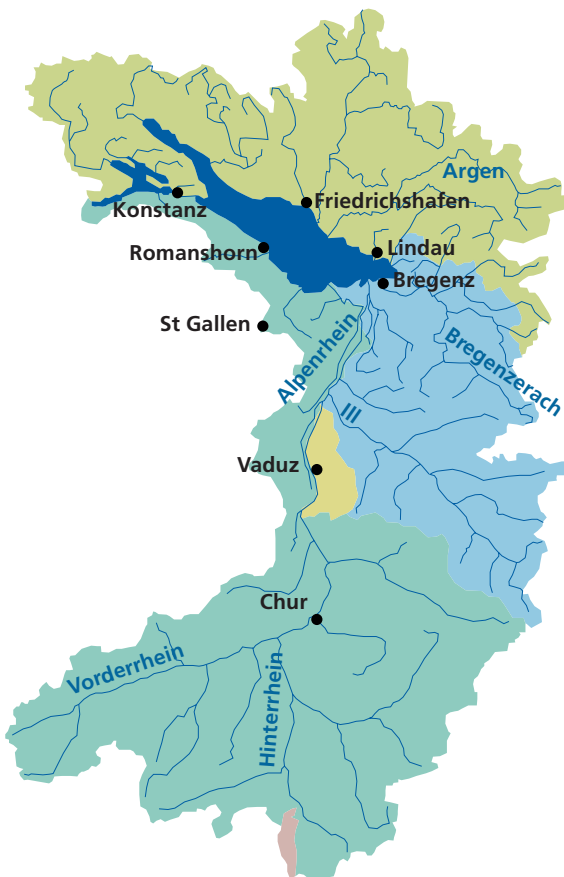 Argen
Konstanz
Friedrichshafen
Romanshorn
Lindau
Bregenz
St Gallen
Alpenrhein
Bregenzerach
Ill
Vaduz
Chur
Vorderrhein
Hinterrhein